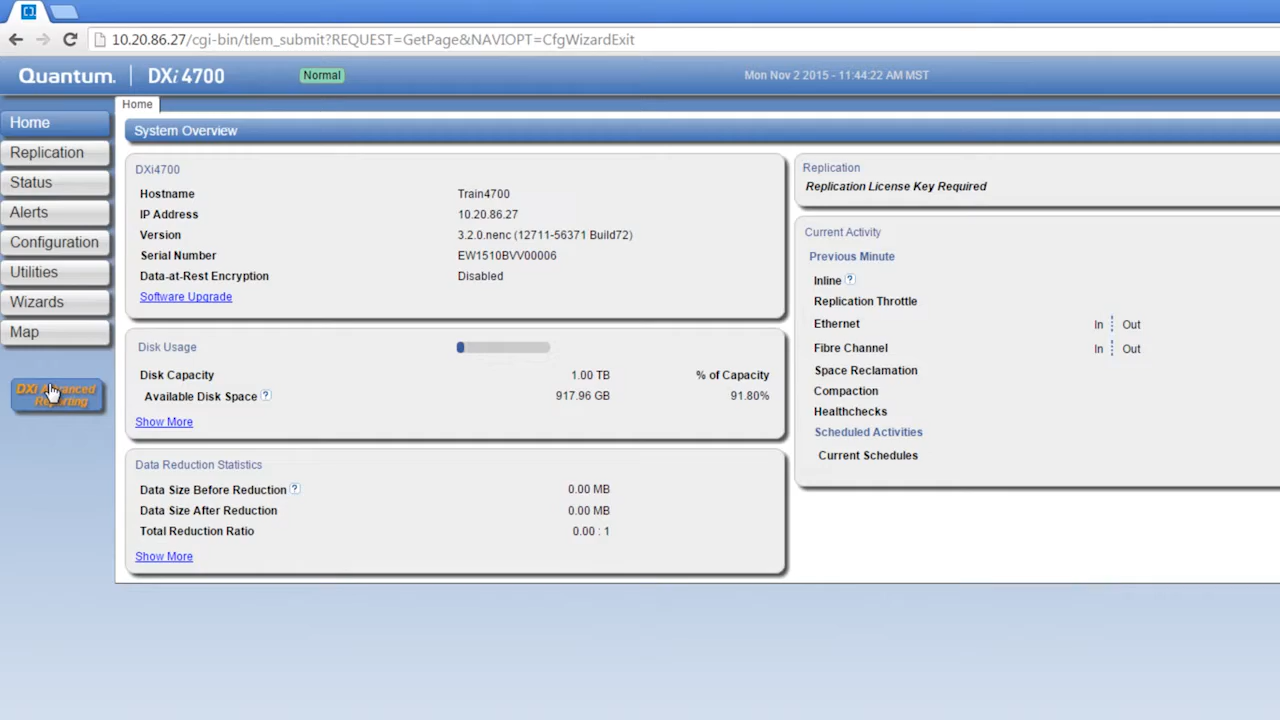 10.20.86.27/cgi-bin/tlem_submit?REQUEST=GetPage&NAVIOPT=CfgWizardExit
Quantum. DXi4700 Normal Mon Nov 2 2015 - 11:44:22 AM MST
Home
Replication
Status
Alerts
Configuration
Utilities
Wizards
Map
DXi Advanced
Reporting
Home
System Overview
DXi4700
Hostname Train4700
IP Address 10.20.86.27
Version 3.2.0.nenc (12711-56371 Build72)
Serial Number EW1510BVV00006
Data-at-Rest Encryption Disabled
Software Upgrade
Disk Usage
Disk Capacity 1.00 TB % of Capacity
Available Disk Space ? 917.96 GB 91.80%
Show More
Data Reduction Statistics
Data Size Before Reduction ? 0.00 MB
Data Size After Reduction 0.00 MB
Total Reduction Ratio 0.00 : 1
Show More
Replication
Replication License Key Required
Current Activity
Previous Minute
Inline ?
Replication Throttle
Ethernet In Out
Fibre Channel In Out
Space Reclamation
Compaction
Healthchecks
Scheduled Activities
Current Schedules